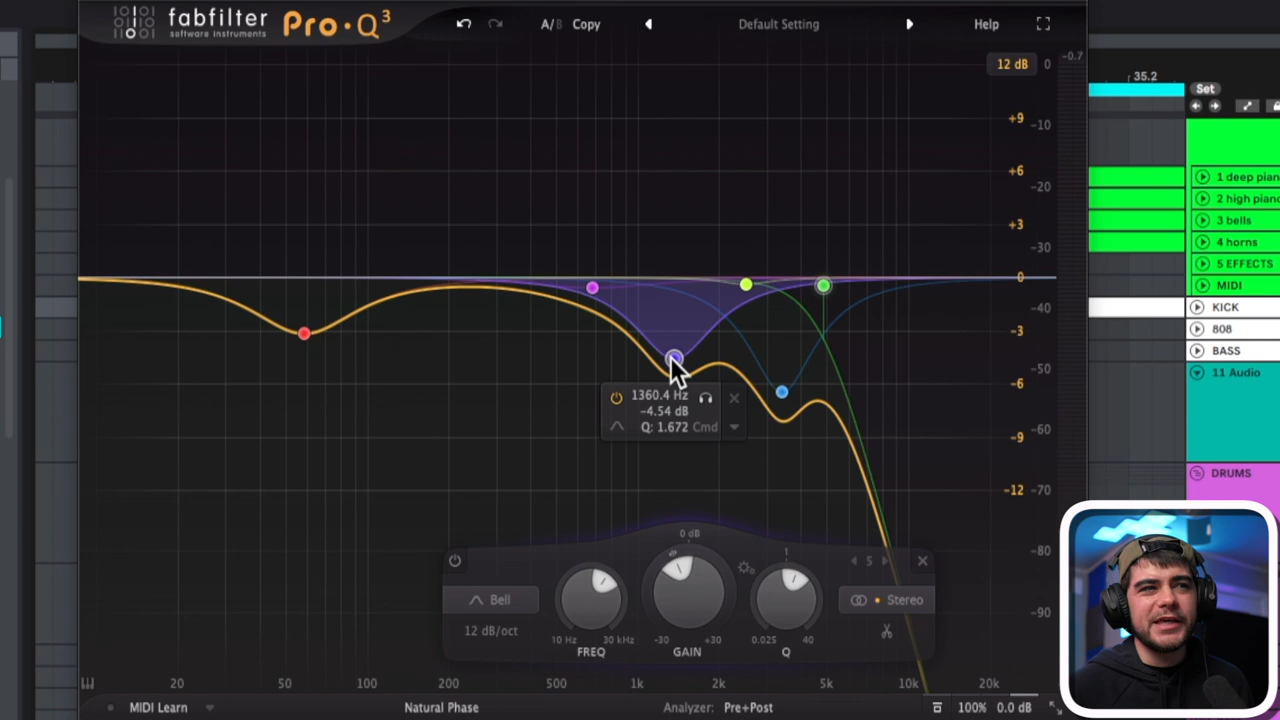 fabfilter
software instruments
Pro·Q³
A/B Copy
Default Setting
Help
12 dB 0 -0.7
+9 -10
+6 -20
+3 -30
0 -40
-3 -50
-6 -60
-9 -70
-12 -80
-90
1360.4 Hz
-4.54 dB
Q: 1.672 Cmd
0 dB
1
5
Bell
Stereo
12 dB/oct
10 Hz 30 kHz
-30 +30
0.025 40
FREQ
GAIN
Q
20 50 100 200 500 1k 2k 5k 10k 20k
MIDI Learn
Natural Phase
Analyzer: Pre+Post
100% 0.0 dB
35.2
Set
1 deep pian
2 high piano
3 bells
4 horns
5 EFFECTS
MIDI
KICK
808
BASS
11 Audio
DRUMS